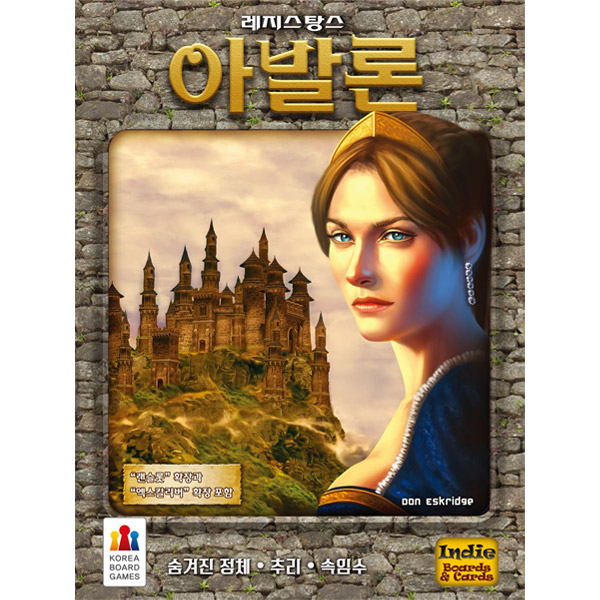 레지스탕스
아발론
“랜슬롯” 확장과
“엑스칼리버” 확장 포함
Don Eskridge
KOREA
BOARD
GAMES
숨겨진 정체 • 추리 • 속임수
Indie
Boards
& Cards